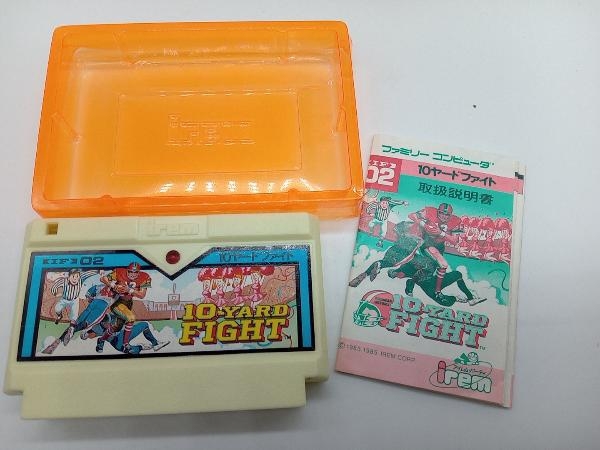 irem
IF 02
10ヤード ファイト
10-YARD
FIGHT
ファミリー コンピュータ
IF
02
10ヤードファイト
取扱説明書
10-YARD
FIGHT
©1983, 1985 IREM CORP.
irem